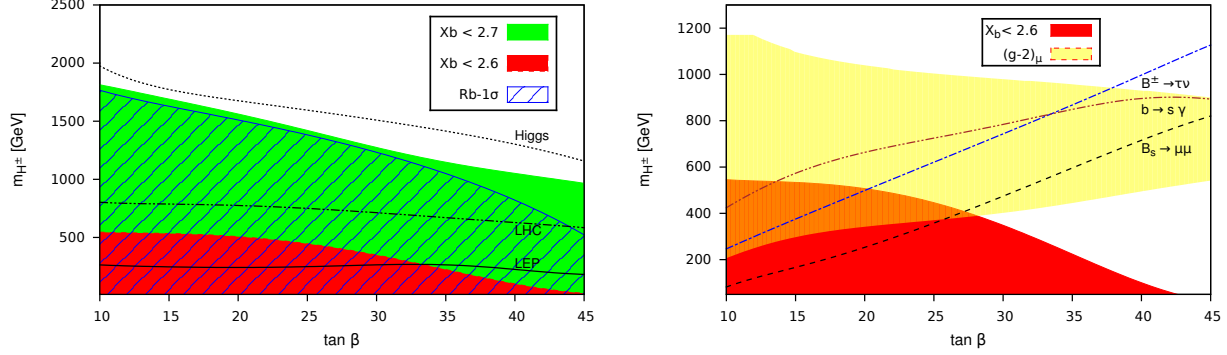 2500
2000
1500
1000
500
m_H± [GeV]
Xb < 2.7
Xb < 2.6
Rb-1σ
Higgs
LHC
LEP
10 15 20 25 30 35 40 45
tan β
1200
1000
800
600
400
200
m_H± [GeV]
X_b < 2.6
(g-2)_μ
B± → τν
b → s γ
B_s → μμ
10 15 20 25 30 35 40 45
tan β